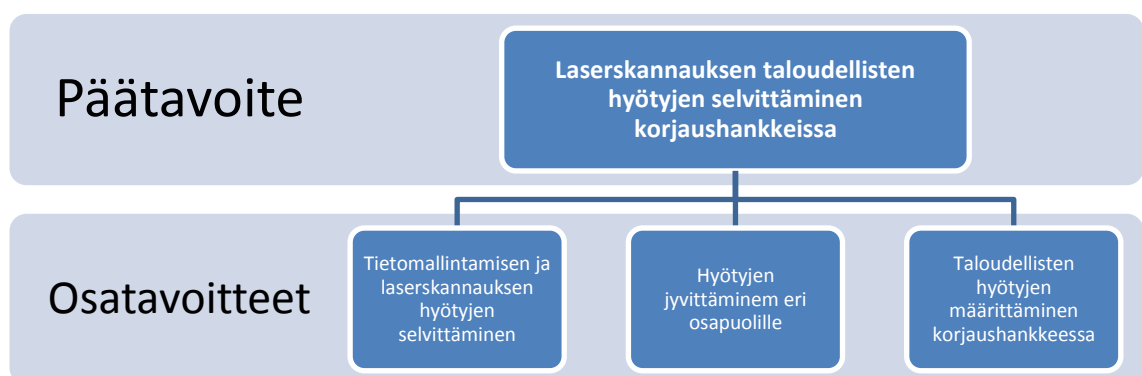 Päätavoite
Laserskannauksen taloudellisten
hyötyjen selvittäminen
korjaushankkeissa
Osatavoitteet
Tietomallintamisen ja
laserskannauksen
hyötyjen
selvittäminen
Hyötyjen
jyvittäminem eri
osapuolille
Taloudellisten
hyötyjen
määrittäminen
korjaushankkeessa